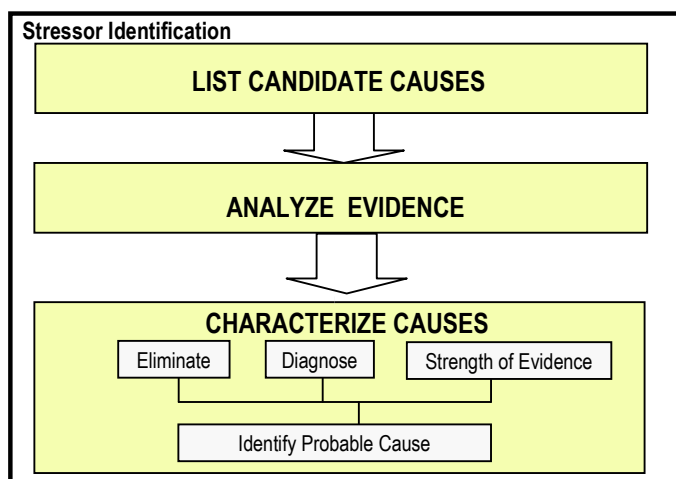 Stressor Identification
LIST CANDIDATE CAUSES
ANALYZE EVIDENCE
CHARACTERIZE CAUSES
Eliminate
Diagnose
Strength of Evidence
Identify Probable Cause